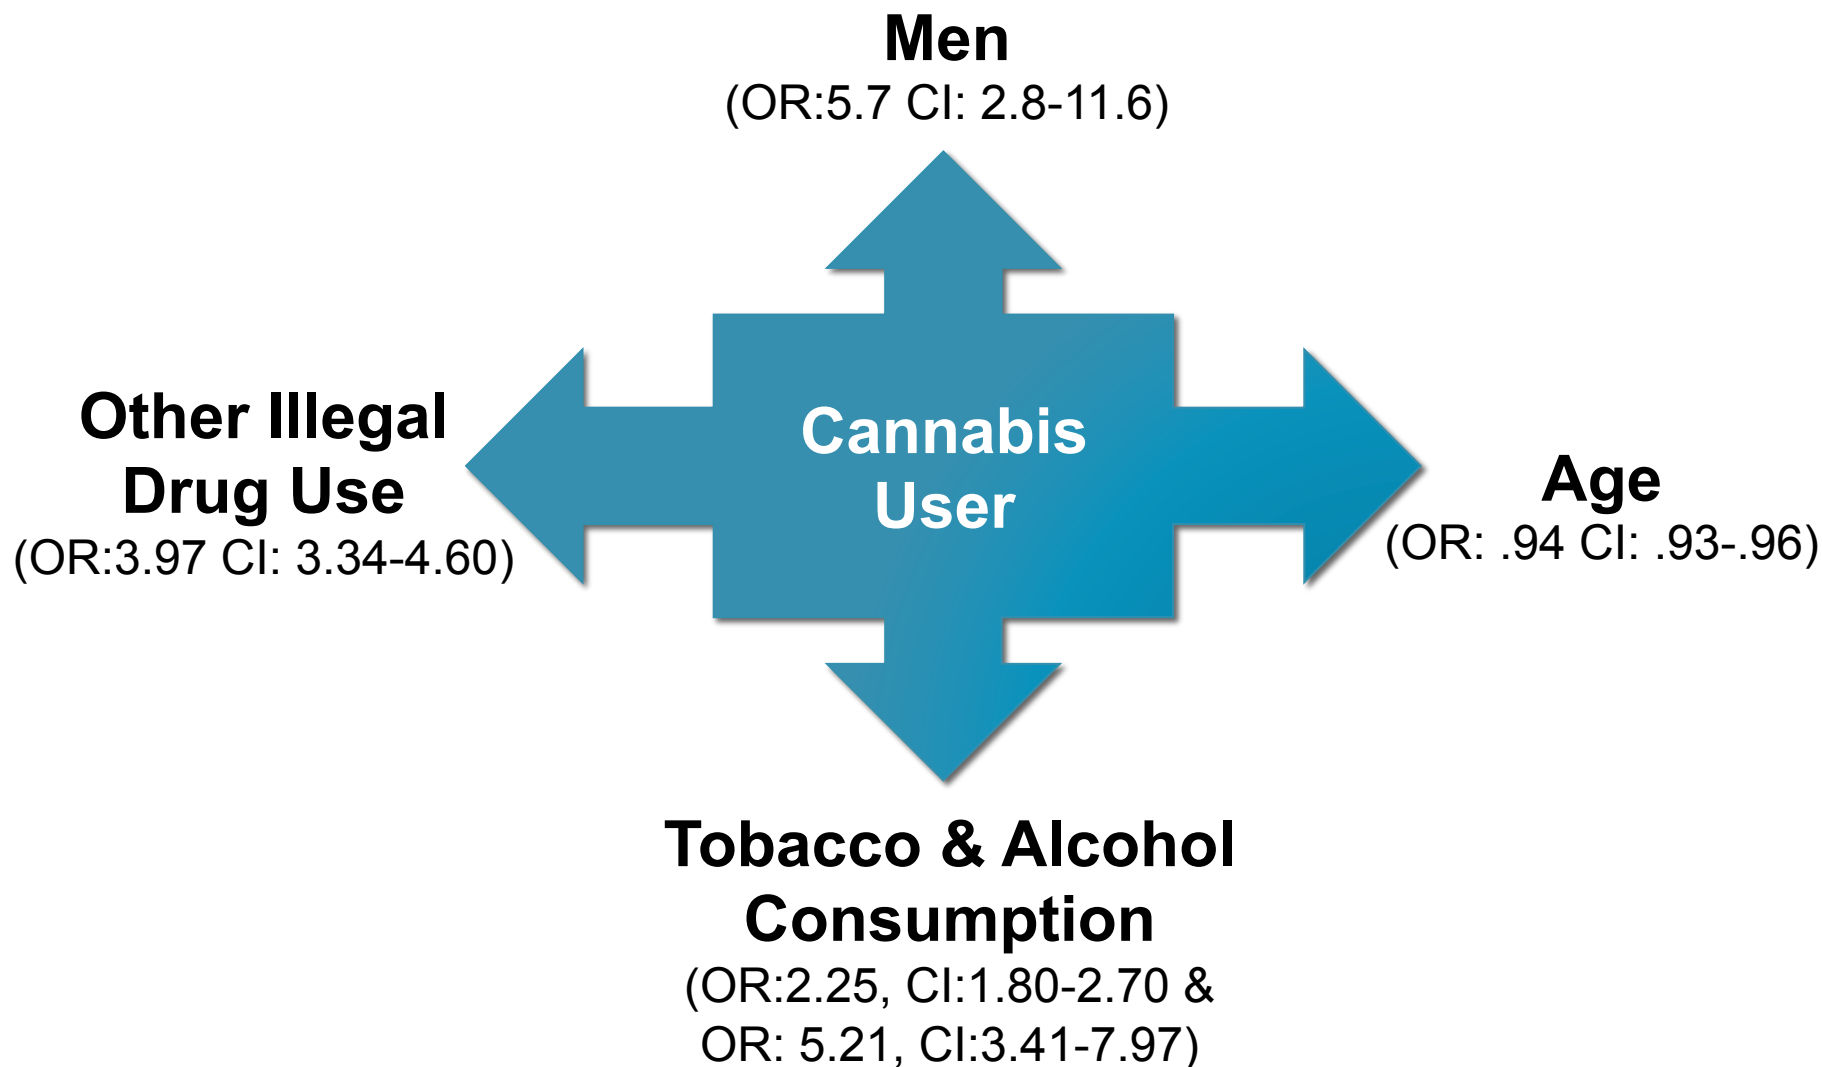 Men
(OR:5.7 CI: 2.8-11.6)
Other Illegal
Drug Use
(OR:3.97 CI: 3.34-4.60)
Cannabis
User
Age
(OR: .94 CI: .93-.96)
Tobacco & Alcohol
Consumption
(OR:2.25, CI:1.80-2.70 &
OR: 5.21, CI:3.41-7.97)